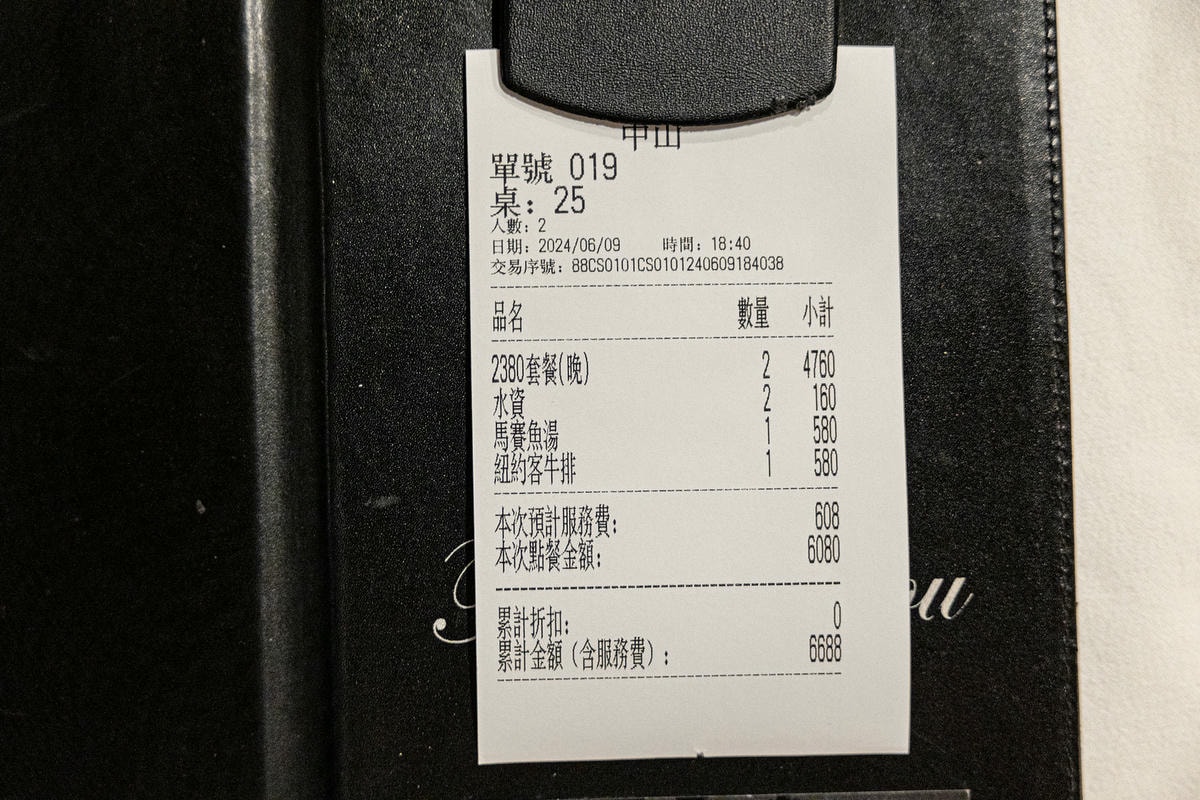 中山
單號 019
桌: 25
人數: 2
日期: 2024/06/09 時間: 18:40
交易序號: 88CS0101CS0101240609184038
品名 數量 小計
2380套餐(晚) 2 4760
水資 2 160
馬賽魚湯 1 580
紐約客牛排 1 580
本次預計服務費: 608
本次點餐金額: 6080
累計折扣: 0
累計金額(含服務費): 6688